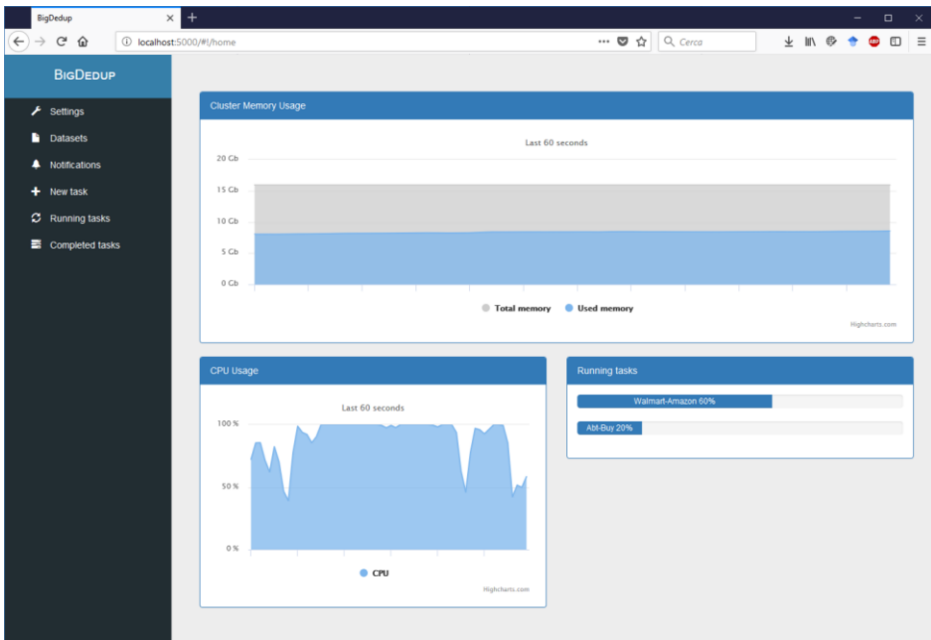 BigDedup
localhost:5000/#!/home
Cerca
BIGDEDUP
Settings
Datasets
Notifications
New task
Running tasks
Completed tasks
Cluster Memory Usage
Last 60 seconds
20 Gb
15 Gb
10 Gb
5 Gb
0 Gb
Total memory Used memory
Highcharts.com
CPU Usage
Last 60 seconds
100 %
50 %
0 %
CPU
Highcharts.com
Running tasks
Walmart-Amazon 60%
Abt-Buy 20%